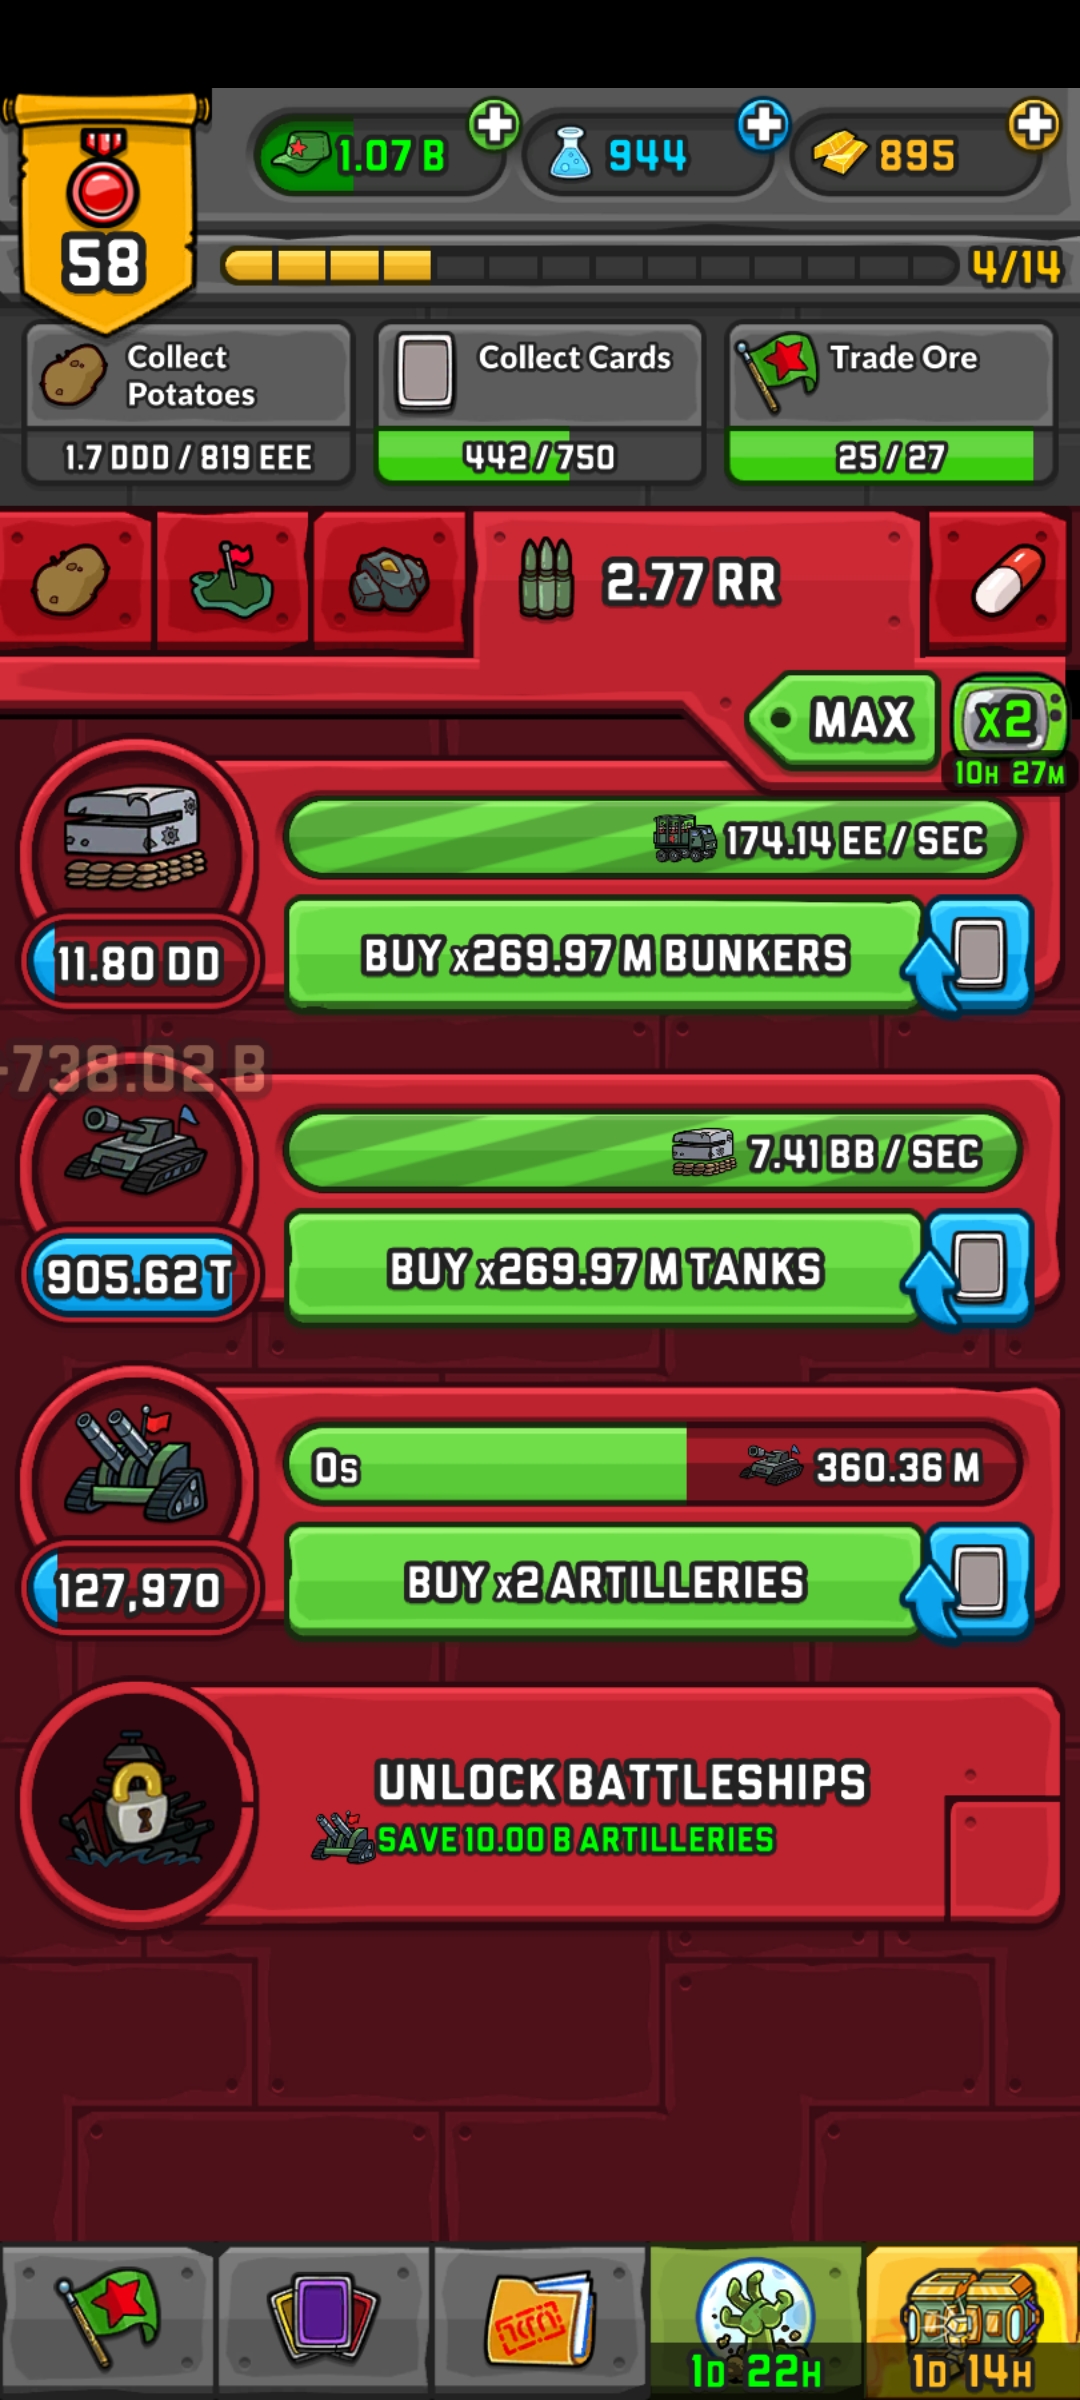 58
1.07 B
944
895
4/14
Collect
Potatoes
1.7 DDD / 819 EEE
Collect Cards
442/750
Trade Ore
25/27
2.77 RR
MAX
x2
10H 27M
174.14 EE / SEC
11.80 DD
BUY x269.97 M BUNKERS
738.02 B
7.41 BB / SEC
905.62 T
BUY x269.97 M TANKS
0s
360.36 M
127,970
BUY x2 ARTILLERIES
UNLOCK BATTLESHIPS
SAVE 10.00 B ARTILLERIES
1D 22H
1D 14H